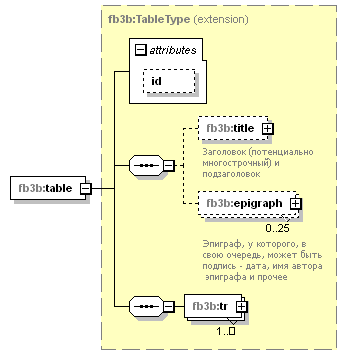 fb3b:TableType (extension)
attributes
id
fb3b:title
Заголовок (потенциально
многострочный) и
подзаголовок
fb3b:table
fb3b:epigraph
0..25
Эпиграф, у которого, в
свою очередь, может быть
подпись - дата, имя автора
эпиграфа и прочее
fb3b:tr
1..0